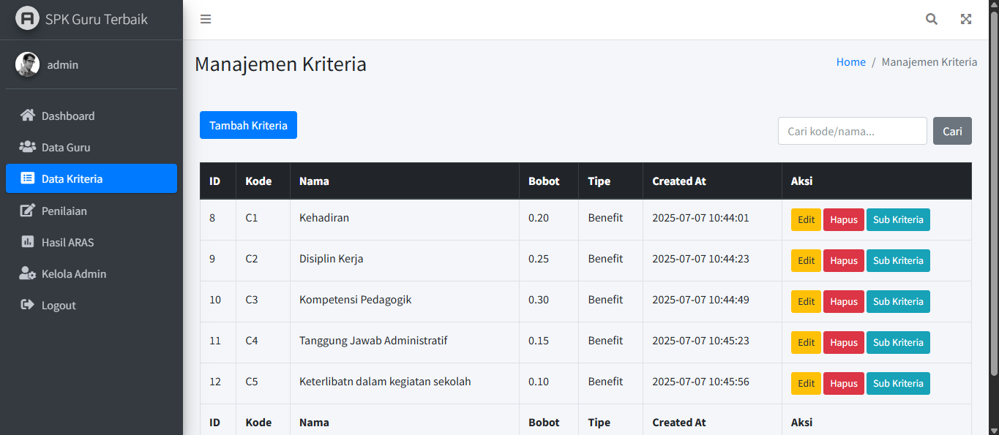 SPK Guru Terbaik
admin
Dashboard
Data Guru
Data Kriteria
Penilaian
Hasil ARAS
Kelola Admin
Logout
Manajemen Kriteria
Home / Manajemen Kriteria
Tambah Kriteria
Cari kode/nama... Cari
ID Kode Nama Bobot Tipe Created At Aksi
8 C1 Kehadiran 0.20 Benefit 2025-07-07 10:44:01 Edit Hapus Sub Kriteria
9 C2 Disiplin Kerja 0.25 Benefit 2025-07-07 10:44:23 Edit Hapus Sub Kriteria
10 C3 Kompetensi Pedagogik 0.30 Benefit 2025-07-07 10:44:49 Edit Hapus Sub Kriteria
11 C4 Tanggung Jawab Administratif 0.15 Benefit 2025-07-07 10:45:23 Edit Hapus Sub Kriteria
12 C5 Keterlibatn dalam kegiatan sekolah 0.10 Benefit 2025-07-07 10:45:56 Edit Hapus Sub Kriteria
ID Kode Nama Bobot Tipe Created At Aksi